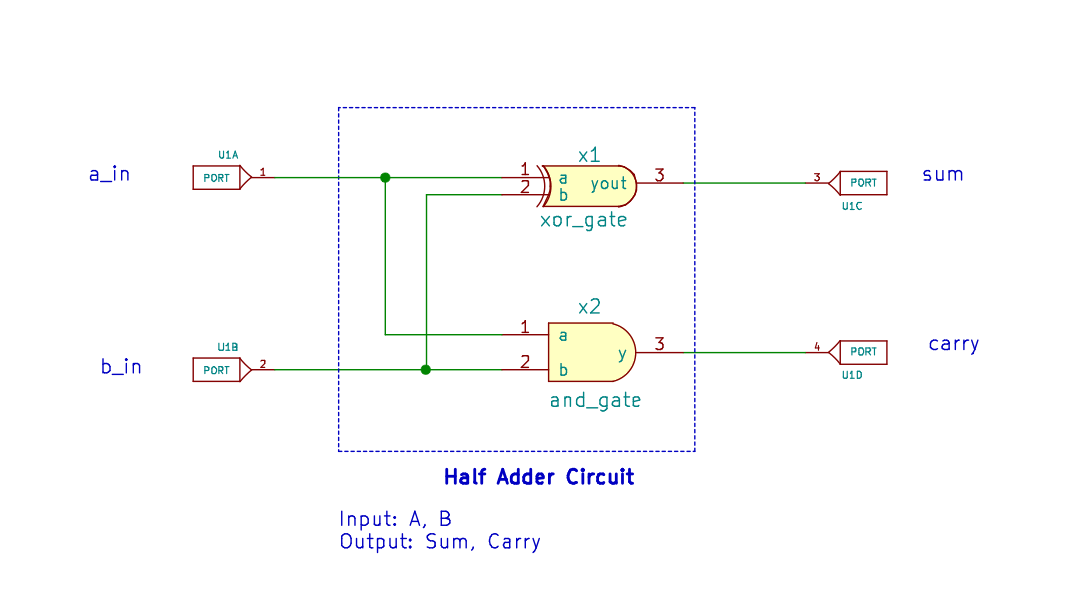 a_in
U1A
PORT
1
1
2
x1
a
b
yout
3
xor_gate
3
PORT
U1C
sum
b_in
U1B
PORT
2
1
2
x2
a
b
y
3
and_gate
4
PORT
U1D
carry
Half Adder Circuit
Input: A, B
Output: Sum, Carry